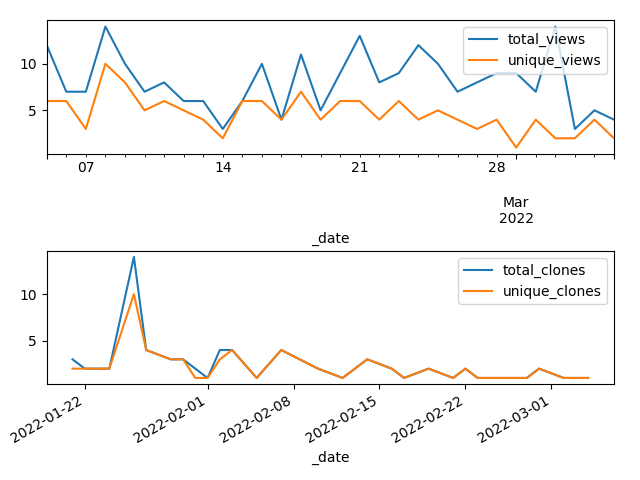 total_views
unique_views
10
5
07
14
21
28
Mar
2022
_date
total_clones
unique_clones
10
5
2022-01-22
2022-02-01
2022-02-08
2022-02-15
2022-02-22
2022-03-01
_date